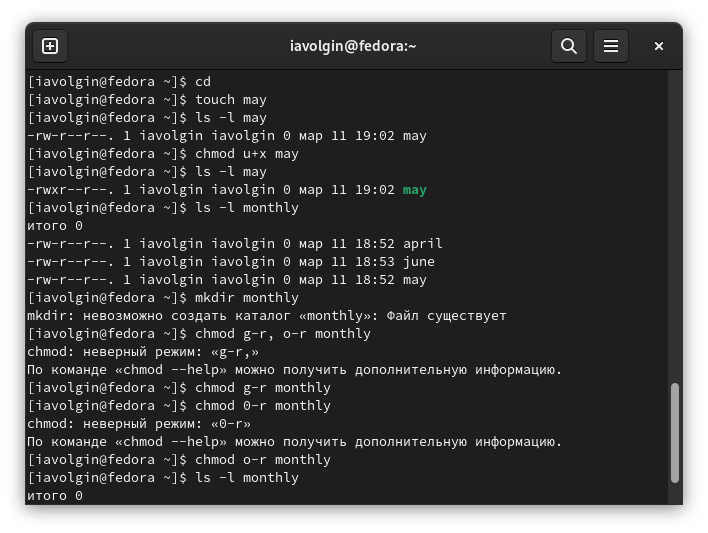 iavolgin@fedora:~
[iavolgin@fedora ~]$ cd
[iavolgin@fedora ~]$ touch may
[iavolgin@fedora ~]$ ls -l may
-rw-r--r--. 1 iavolgin iavolgin 0 мар 11 19:02 may
[iavolgin@fedora ~]$ chmod u+x may
[iavolgin@fedora ~]$ ls -l may
-rwxr--r--. 1 iavolgin iavolgin 0 мар 11 19:02 may
[iavolgin@fedora ~]$ ls -l monthly
итого 0
-rw-r--r--. 1 iavolgin iavolgin 0 мар 11 18:52 april
-rw-r--r--. 1 iavolgin iavolgin 0 мар 11 18:53 june
-rw-r--r--. 1 iavolgin iavolgin 0 мар 11 18:52 may
[iavolgin@fedora ~]$ mkdir monthly
mkdir: невозможно создать каталог «monthly»: Файл существует
[iavolgin@fedora ~]$ chmod g-r, o-r monthly
chmod: неверный режим: «g-r,»
По команде «chmod --help» можно получить дополнительную информацию.
[iavolgin@fedora ~]$ chmod g-r monthly
[iavolgin@fedora ~]$ chmod 0-r monthly
chmod: неверный режим: «0-r»
По команде «chmod --help» можно получить дополнительную информацию.
[iavolgin@fedora ~]$ chmod o-r monthly
[iavolgin@fedora ~]$ ls -l monthly
итого 0